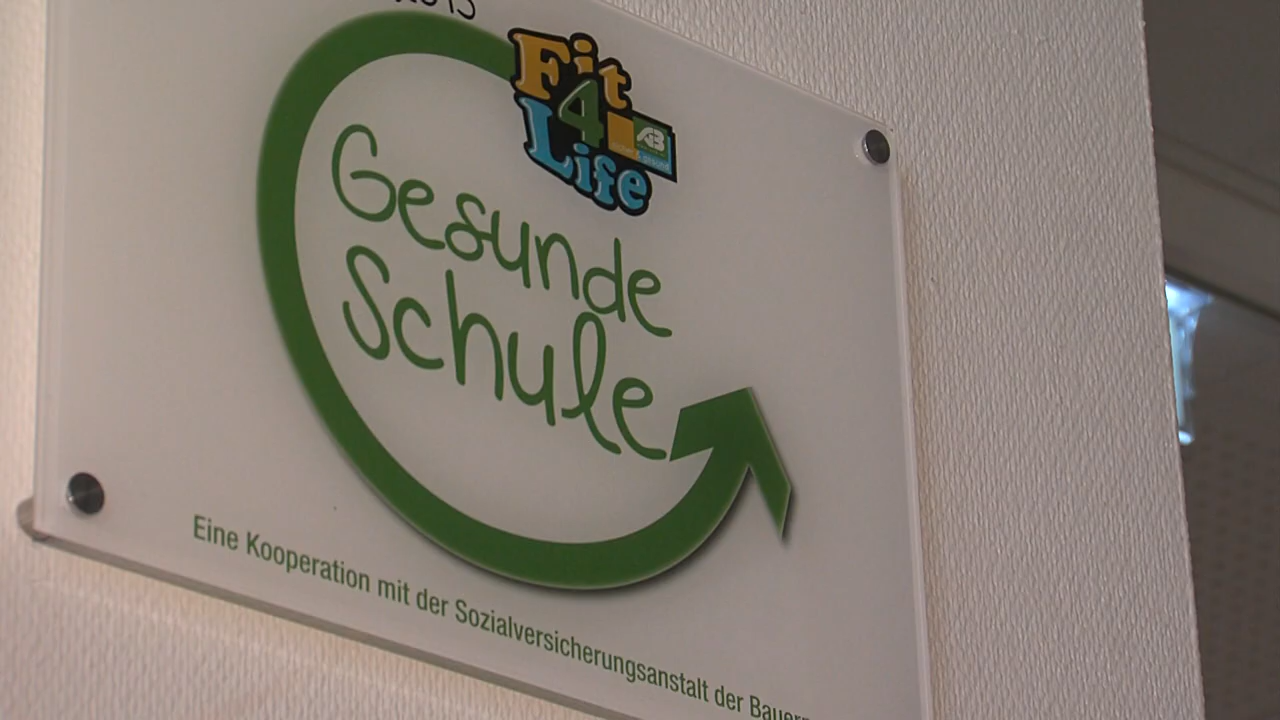 Fit
4
Life
Gesunde
Schule
Eine Kooperation mit der Sozialversicherungsanstalt der